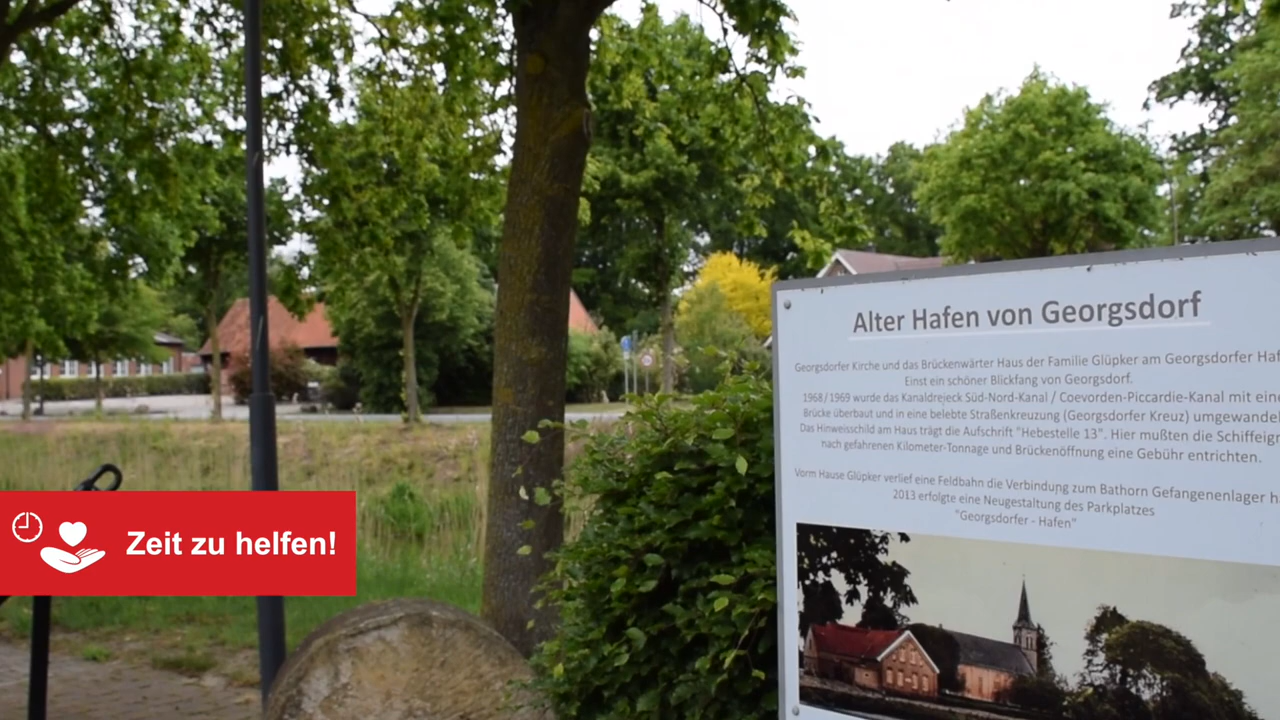 Alter Hafen von Georgsdorf
Georgsdorfer Kirche und das Brückenwärter Haus der Familie Glüpker am Georgsdorfer
Einst ein schöner Blickfang von Georgsdorf.
1968/1969 wurde das Kanaldreieck Süd-Nord-Kanal / Coevorden-Piccardie-Kanal mit
Brücke überbaut und in eine belebte Straßenkreuzung (Georgsdorfer Kreuz)
Das Hinweisschild am Haus trägt die Aufschrift "Hebestelle 13". Hier mußten die
nach gefahrenen Kilometer-Tonnage und Brückenöffnung eine Gebühr entrichten.
Vorm Hause Glüpker verlief eine Feldbahn die Verbindung zum Bathorn Gefangenenlager
2013 erfolgte eine Neugestaltung des Parkplatzes
"Georgsdorfer - Hafen"
Zeit zu helfen!